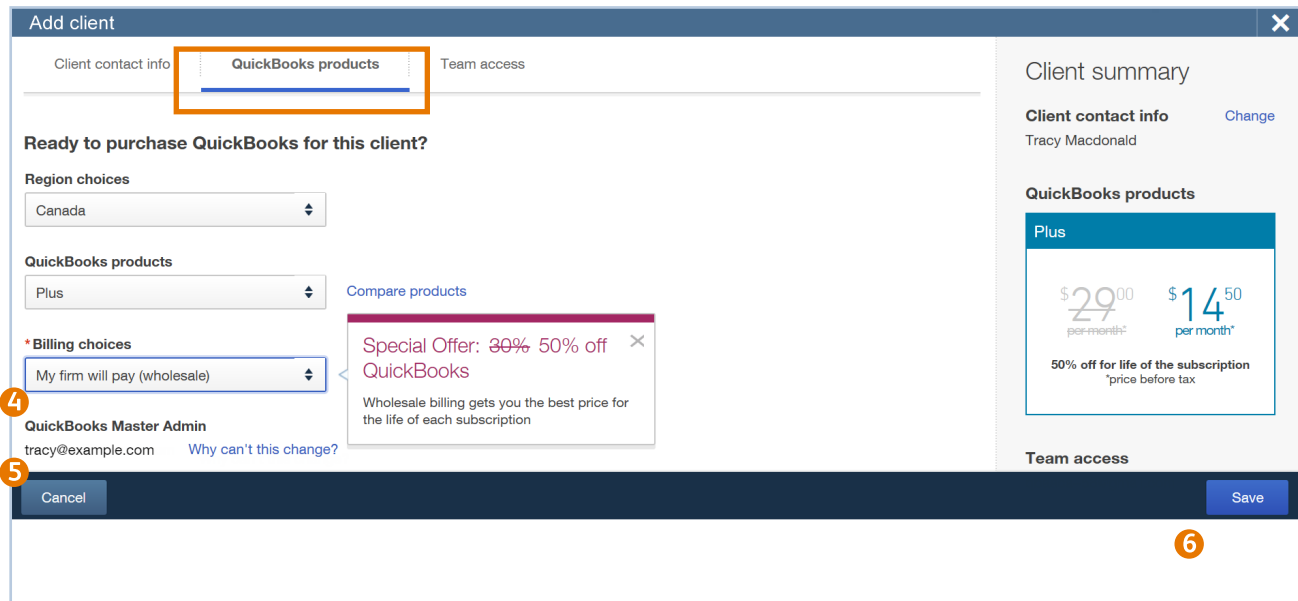 Add client
Client contact info
QuickBooks products
Team access
Ready to purchase QuickBooks for this client?
Region choices
Canada
QuickBooks products
Plus
Compare products
*Billing choices
My firm will pay (wholesale)
4
Special Offer: 30% 50% off
QuickBooks
Wholesale billing gets you the best price for
the life of each subscription
QuickBooks Master Admin
tracy@example.com Why can't this change?
5
Cancel
Client summary
Client contact info Change
Tracy Macdonald
QuickBooks products
Plus
$29 00 $14 50
per month* per month*
50% off for life of the subscription
*price before tax
Team access
Save
6